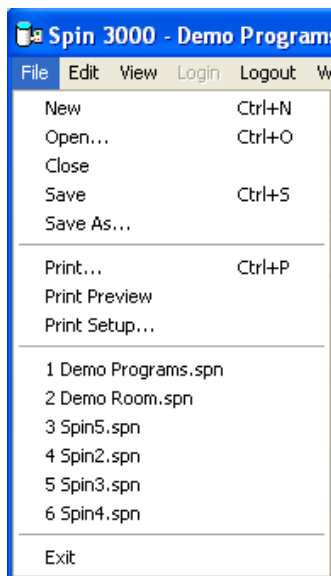 Spin 3000 - Demo Programs
File Edit View Login Logout W
New Ctrl+N
Open... Ctrl+O
Close
Save Ctrl+S
Save As...
Print... Ctrl+P
Print Preview
Print Setup...
1 Demo Programs.spn
2 Demo Room.spn
3 Spin5.spn
4 Spin2.spn
5 Spin3.spn
6 Spin4.spn
Exit